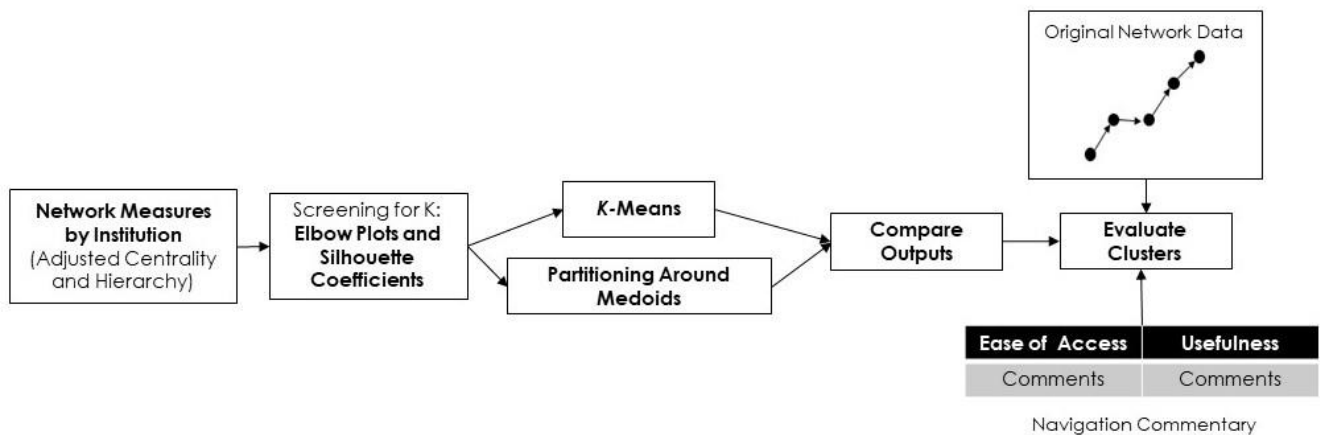 Original Network Data
Network Measures
by Institution
(Adjusted Centrality
and Hierarchy)
Screening for K:
Elbow Plots and
Silhouette
Coefficients
K-Means
Partitioning Around
Medoids
Compare
Outputs
Evaluate
Clusters
Ease of Access
Usefulness
Comments
Comments
Navigation Commentary